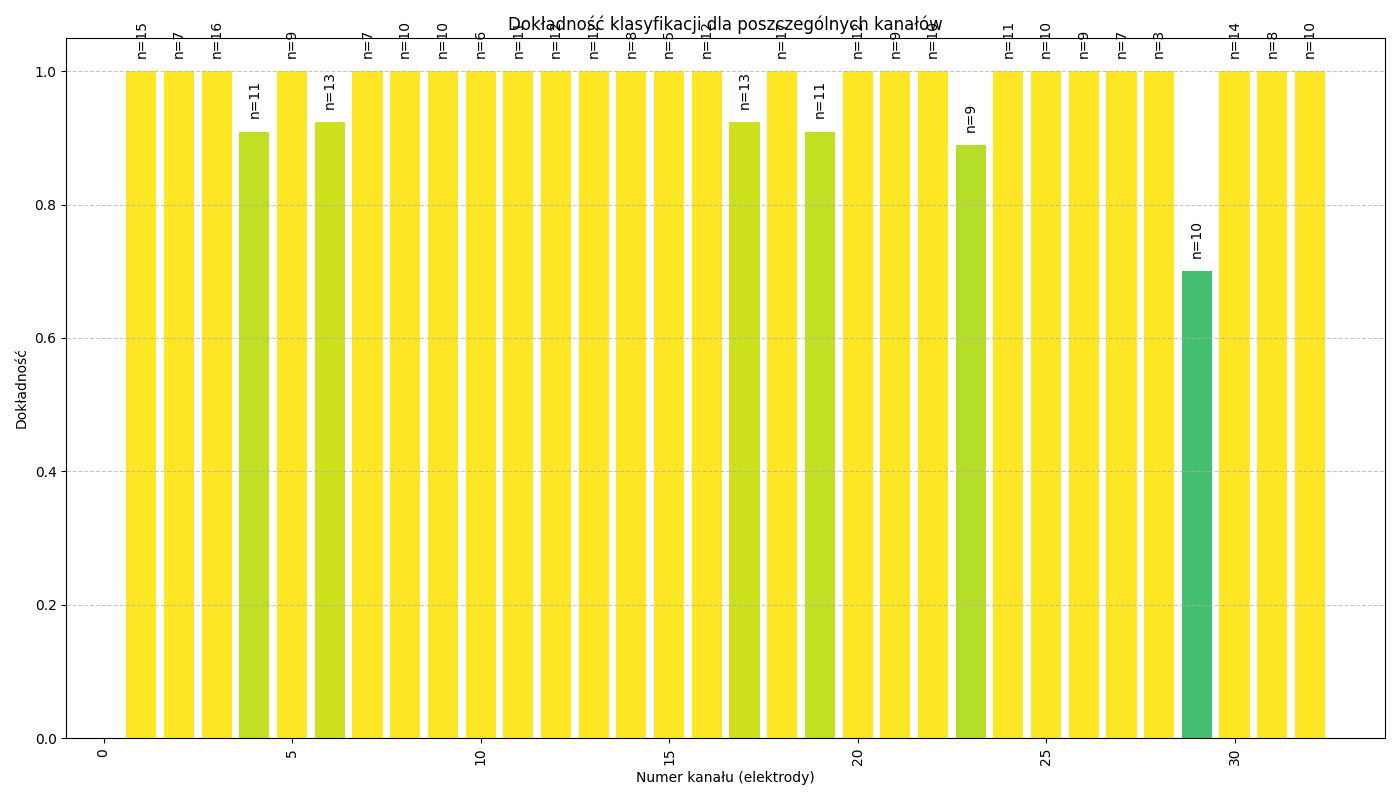 Dokładność klasyfikacji dla poszczególnych kanałów
n=15 n=7 n=16 n=11 n=9 n=13 n=7 n=10 n=10 n=6 n=8 n=5 n=13 n=11 n=9 n=9 n=11 n=10 n=9 n=7 n=3 n=10 n=14 n=8 n=10
1.0
0.8
0.6
0.4
0.2
0.0
Dokładność
0 5 10 15 20 25 30
Numer kanału (elektrody)